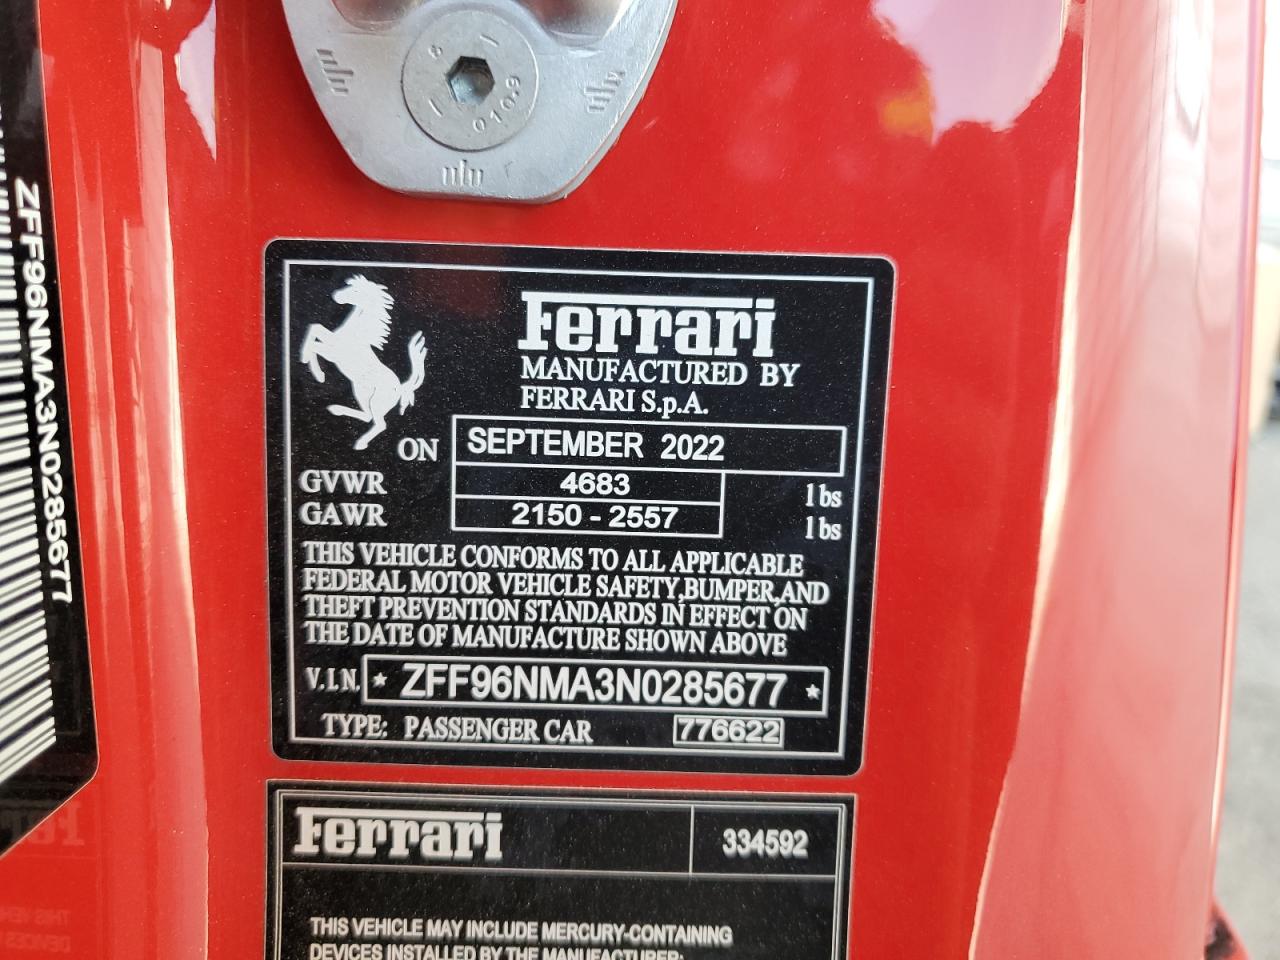 8
010.9
ZFF96NMA3N0285677
Ferrari
MANUFACTURED BY
FERRARI S.p.A.
ON SEPTEMBER 2022
GVWR 4683 lbs
GAWR 2150 - 2557 lbs
THIS VEHICLE CONFORMS TO ALL APPLICABLE
FEDERAL MOTOR VEHICLE SAFETY,BUMPER,AND
THEFT PREVENTION STANDARDS IN EFFECT ON
THE DATE OF MANUFACTURE SHOWN ABOVE
V.I.N. * ZFF96NMA3N0285677 *
TYPE: PASSENGER CAR 776622
Ferrari 334592
THIS VEHICLE MAY INCLUDE MERCURY-CONTAINING
DEVICES INSTALLED BY THE MANUFACTURER: